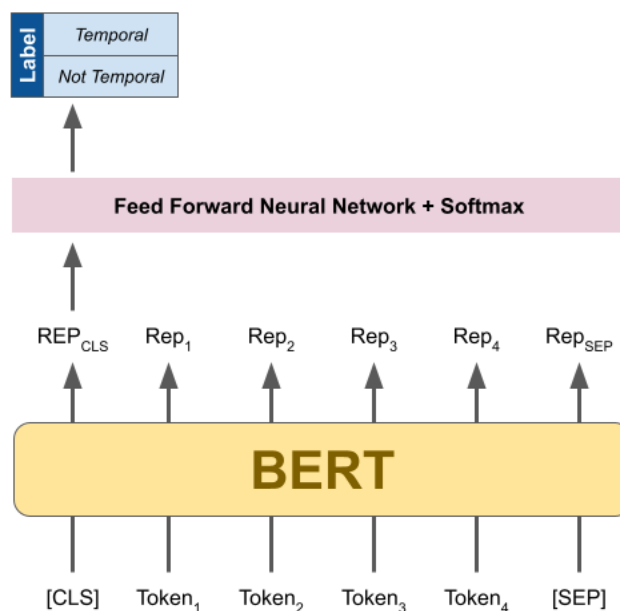 Label
Temporal
Not Temporal
Feed Forward Neural Network + Softmax
REP_CLS Rep_1 Rep_2 Rep_3 Rep_4 Rep_SEP
BERT
[CLS] Token_1 Token_2 Token_3 Token_4 [SEP]